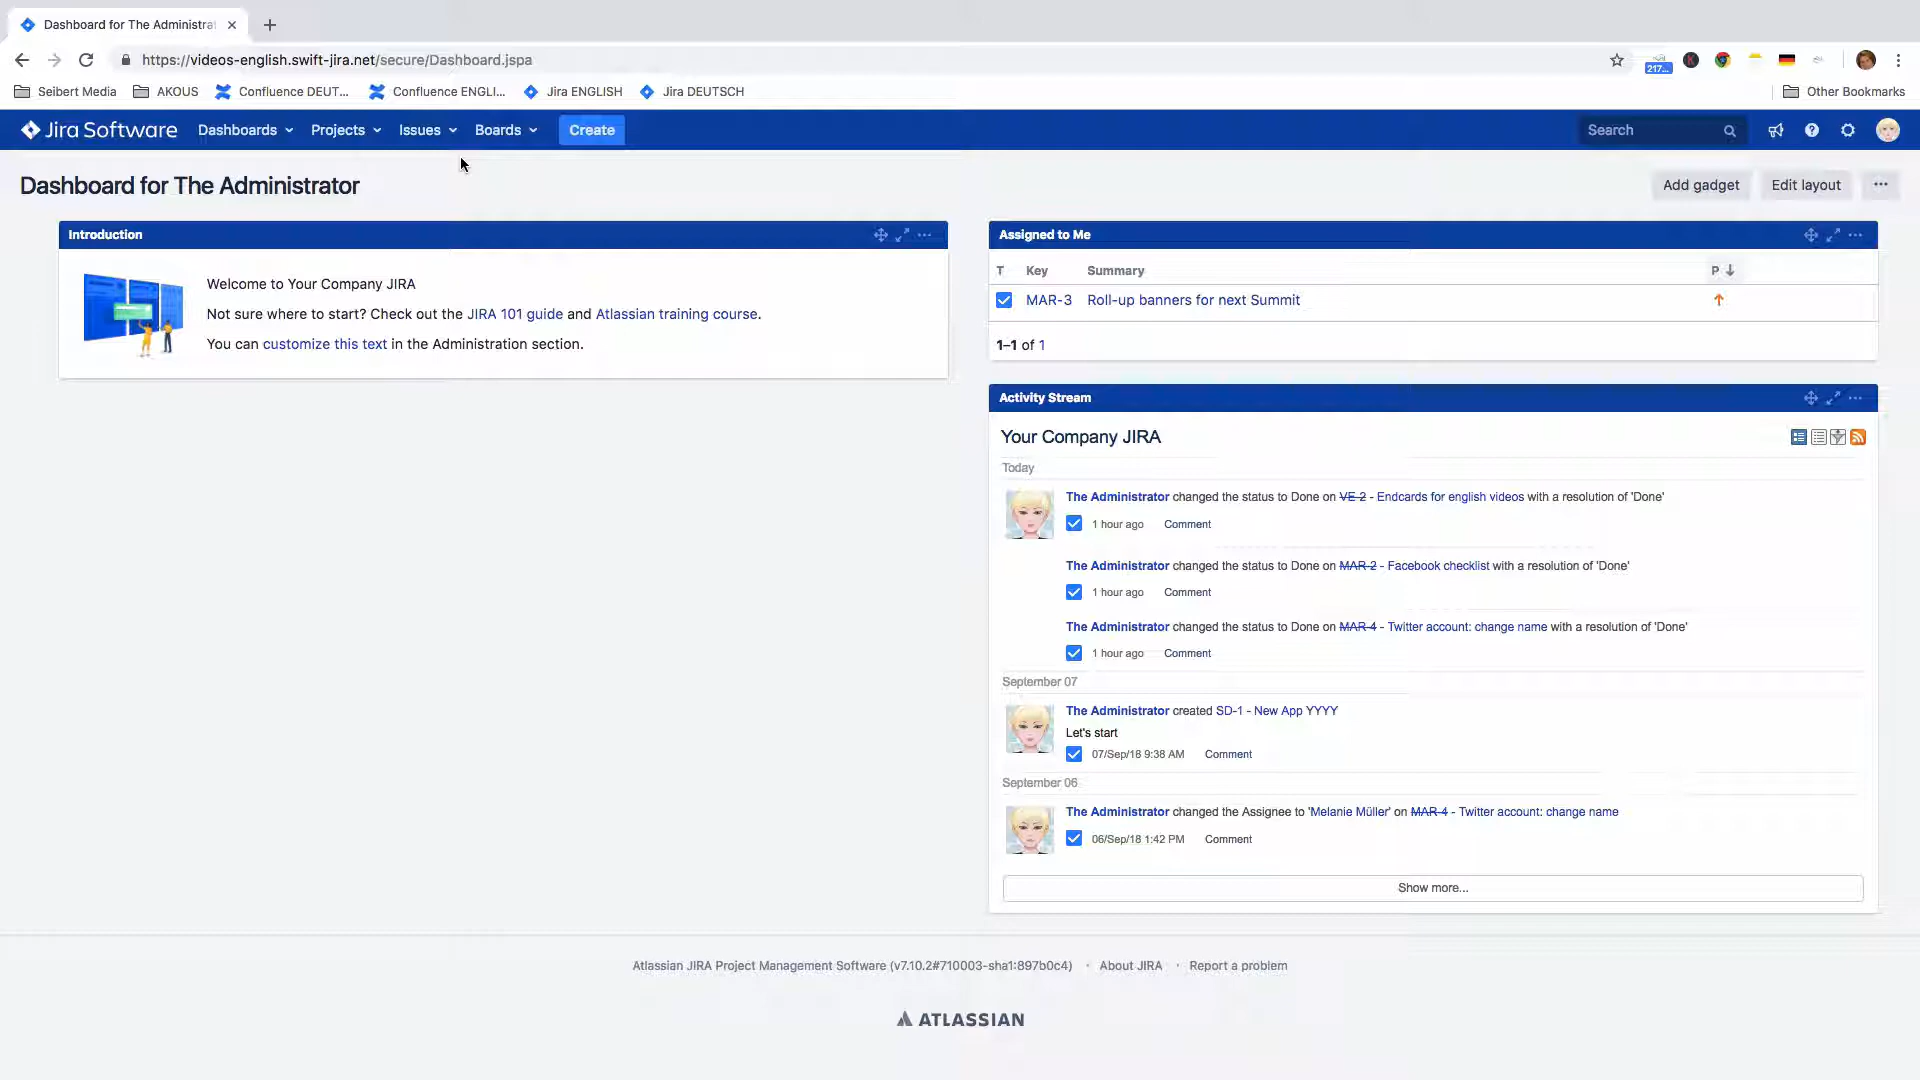 Dashboard for The Administrat
https://videos-english.swift-jira.net/secure/Dashboard.jspa
217...
Seibert Media
AKOUS
Confluence DEUT...
Confluence ENGLI...
Jira ENGLISH
Jira DEUTSCH
Other Bookmarks
Jira Software
Dashboards
Projects
Issues
Boards
Create
Search
Dashboard for The Administrator
Add gadget
Edit layout
Introduction
Welcome to Your Company JIRA
Not sure where to start? Check out the JIRA 101 guide and Atlassian training course.
You can customize this text in the Administration section.
Assigned to Me
T Key Summary P
MAR-3 Roll-up banners for next Summit
1–1 of 1
Activity Stream
Your Company JIRA
Today
The Administrator changed the status to Done on VE-2 - Endcards for english videos with a resolution of 'Done'
1 hour ago Comment
The Administrator changed the status to Done on MAR-2 - Facebook checklist with a resolution of 'Done'
1 hour ago Comment
The Administrator changed the status to Done on MAR-4 - Twitter account: change name with a resolution of 'Done'
1 hour ago Comment
September 07
The Administrator created SD-1 - New App YYYY
Let's start
07/Sep/18 9:38 AM Comment
September 06
The Administrator changed the Assignee to 'Melanie Müller' on MAR-4 - Twitter account: change name
06/Sep/18 1:42 PM Comment
Show more...
Atlassian JIRA Project Management Software (v7.10.2#710003-sha1:897b0c4) · About JIRA · Report a problem
ATLASSIAN